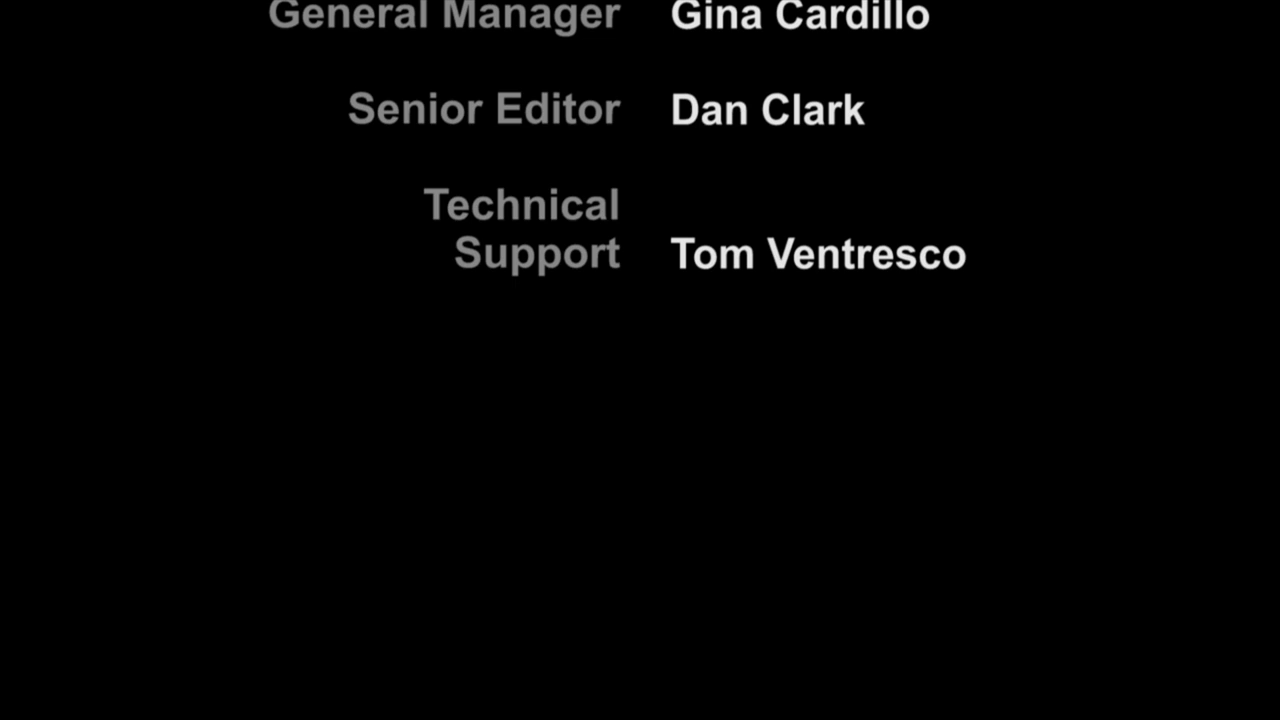 General Manager Gina Cardillo
Senior Editor Dan Clark
Technical
Support Tom Ventresco